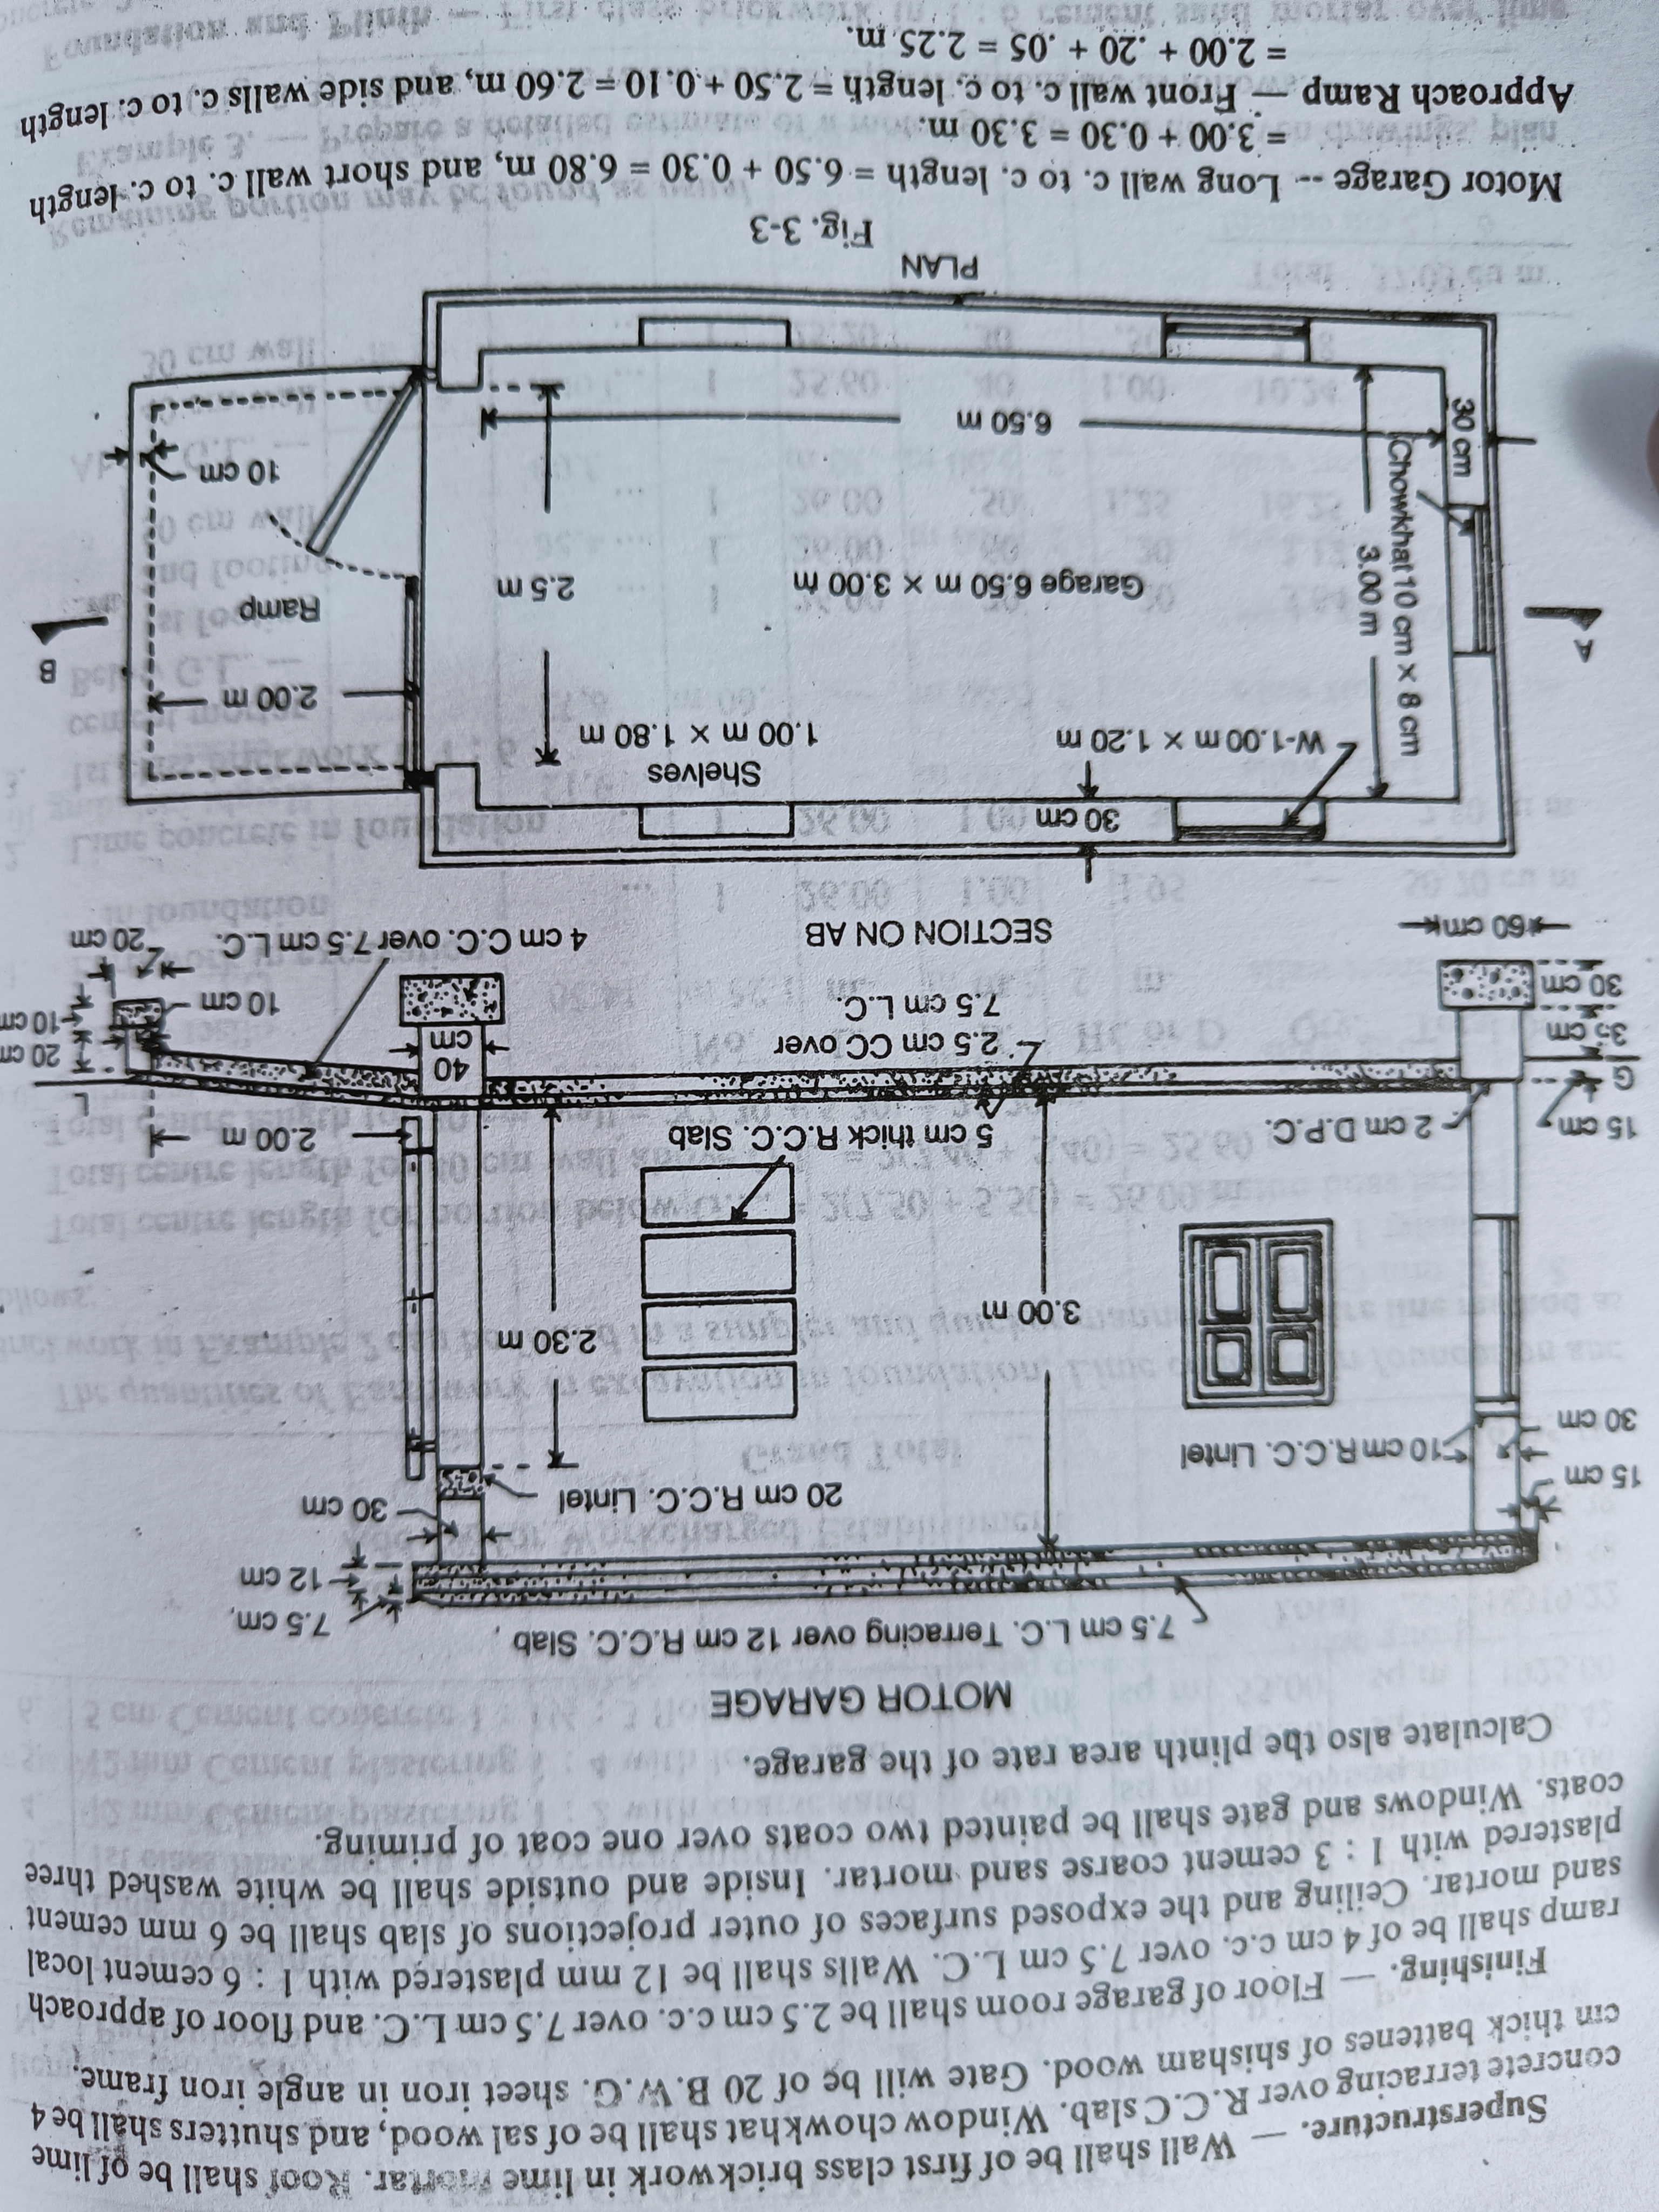 Superstructure. — Wall shall be of first class brickwork in lime mortar. Roof shall be of lime
concrete terracing over R.C.C slab. Window chowkhat shall be of sal wood, and shutters shall be 4
cm thick battenes of shisham wood. Gate will be of 20 B.W.G. sheet iron in angle iron frame.
Finishing. — Floor of garage room shall be 2.5 cm c.c. over 7.5 cm L.C. and floor of approach
ramp shall be of 4 cm c.c. over 7.5 cm L.C. Walls shall be 12 mm plastered with 1 : 6 cement local
sand mortar. Ceiling and the exposed surfaces of outer projections of slab shall be 6 mm cement
plastered with 1 : 3 cement coarse sand mortar. Inside and outside shall be white washed three
coats. Windows and gate shall be painted two coats over one coat of priming.
Calculate also the plinth area rate of the garage.
MOTOR GARAGE
7.5 cm L.C. Terracing over 12 cm R.C.C. Slab
7.5 cm
12 cm
15 cm
30 cm
20 cm R.C.C. Lintel
30 cm
10 cm R.C.C. Lintel
2.30 m
3.00 m
5 cm thick R.C.C. Slab
2 cm D.P.C.
15 cm
2.00 m
G
L
2.5 cm CC over
7.5 cm L.C.
40
cm
35 cm
30 cm
20 cm
10 cm
10 cm
20 cm
60 cm
4 cm C.C. over 7.5 cm L.C.
SECTION ON AB
30 cm
Shelves
1.00 m × 1.80 m
W-1.00 m × 1.20 m
2.00 m
A
B
Garage 6.50 m × 3.00 m
2.5 m
Ramp
3.00 m
Chowkhat 10 cm × 8 cm
10 cm
30 cm
6.50 m
PLAN
Fig. 3-3
Motor Garage -- Long wall c. to c. length = 6.50 + 0.30 = 6.80 m, and short wall c. to c. length
= 3.00 + 0.30 = 3.30 m.
Approach Ramp — Front wall c. to c. length = 2.50 + 0.10 = 2.60 m, and side walls c. to c. length
= 2.00 + .20 + .05 = 2.25 m.